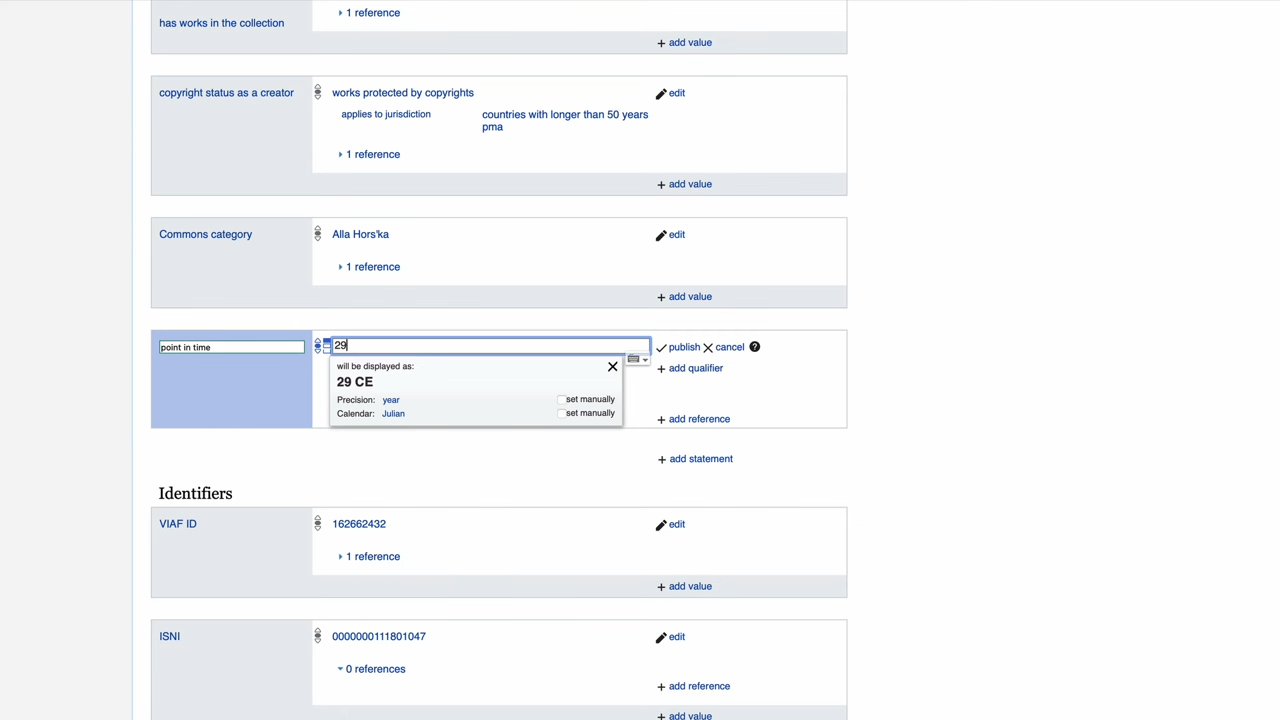 has works in the collection
1 reference
+ add value
copyright status as a creator
works protected by copyrights
edit
applies to jurisdiction
countries with longer than 50 years
pma
1 reference
+ add value
Commons category
Alla Hors'ka
edit
1 reference
+ add value
point in time
29
publish
cancel
?
will be displayed as:
+ add qualifier
29 CE
Precision: year
set manually
Calendar: Julian
set manually
+ add reference
+ add statement
Identifiers
VIAF ID
162662432
edit
1 reference
+ add value
ISNI
0000000111801047
edit
0 references
+ add reference
+ add value